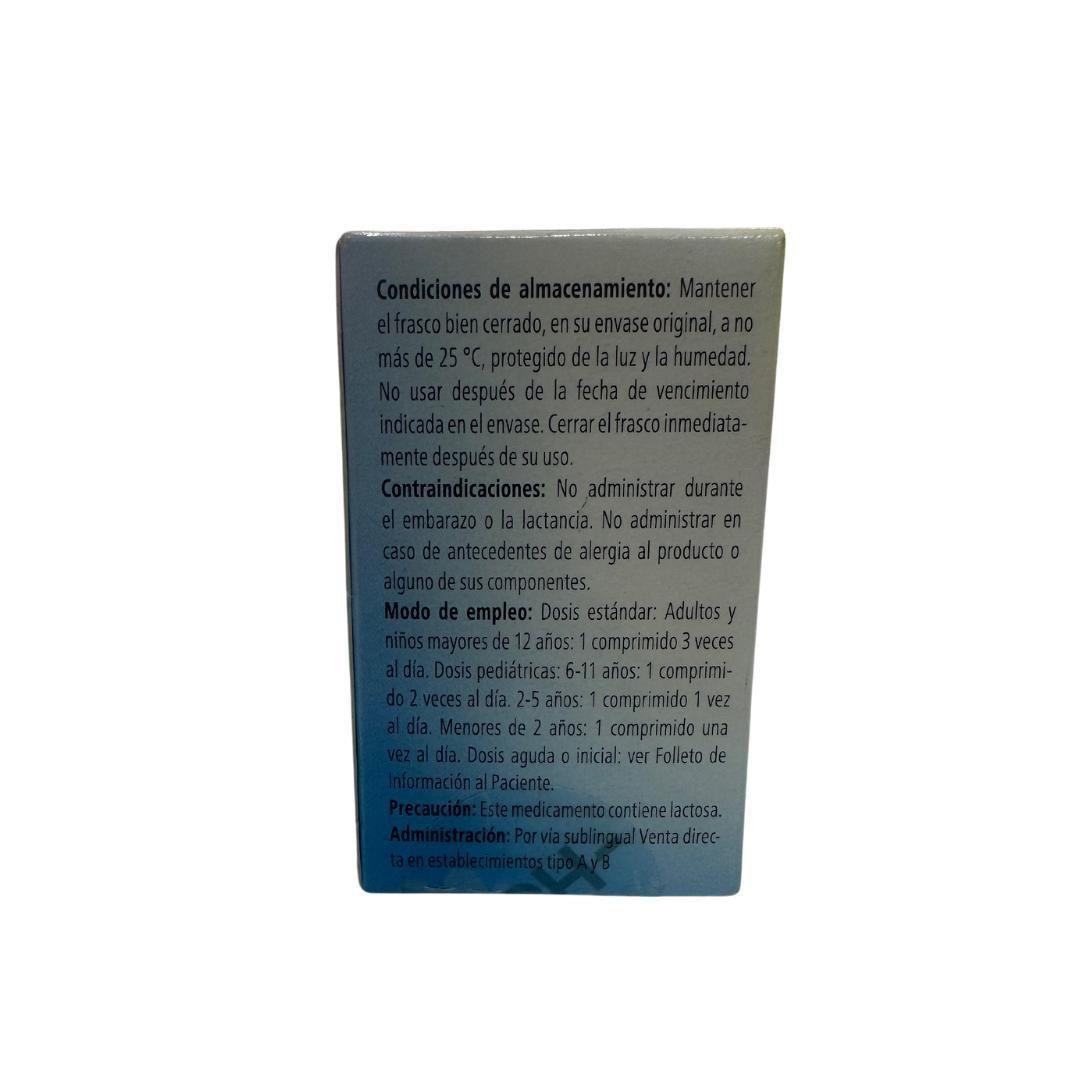 Condiciones de almacenamiento: Mantener
el frasco bien cerrado, en su envase original, a no
más de 25 °C, protegido de la luz y la humedad.
No usar después de la fecha de vencimiento
indicada en el envase. Cerrar el frasco inmediata-
mente después de su uso.
Contraindicaciones: No administrar durante
el embarazo o la lactancia. No administrar en
caso de antecedentes de alergia al producto o
alguno de sus componentes.
Modo de empleo: Dosis estándar: Adultos y
niños mayores de 12 años: 1 comprimido 3 veces
al día. Dosis pediátricas: 6-11 años: 1 comprimi-
do 2 veces al día. 2-5 años: 1 comprimido 1 vez
al día. Menores de 2 años: 1 comprimido una
vez al día. Dosis aguda o inicial: ver Folleto de
Información al Paciente.
Precaución: Este medicamento contiene lactosa.
Administración: Por vía sublingual Venta direc-
ta en establecimientos tipo A y B